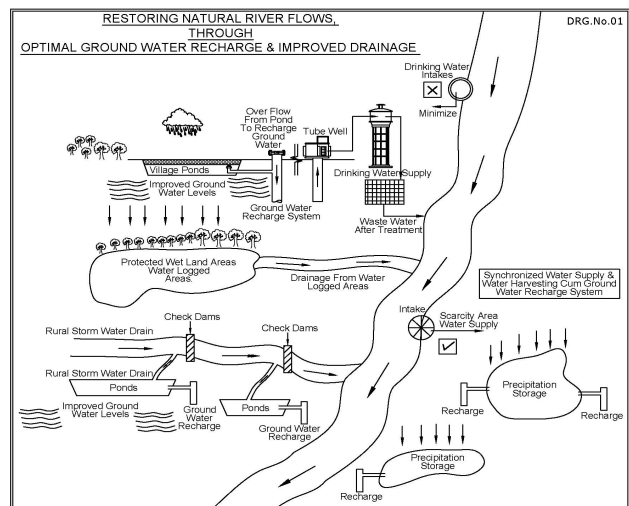 RESTORING NATURAL RIVER FLOWS,
THROUGH
OPTIMAL GROUND WATER RECHARGE & IMPROVED DRAINAGE
DRG.No.01
Drinking Water
Intakes
Minimize
Over Flow
From Pond
To Recharge
Ground
Water
Tube Well
Village Ponds
Improved Ground
Water Levels
Ground Water
Recharge System
Drinking Water Supply
Waste Water
After Treatment
Protected Wet Land Areas
Water Logged
Areas.
Drainage From Water
Logged Areas
Synchronized Water Supply &
Water Harvesting Cum Ground
Water Recharge System
Intake
Scarcity Area
Water Supply
Check Dams
Check Dams
Rural Storm Water Drain
Rural Storm Water Drain
Ponds
Improved Ground
Water Levels
Ground
Water
Recharge
Ponds
Ground Water
Recharge
Precipitation
Storage
Recharge
Recharge
Precipitation
Storage
Recharge